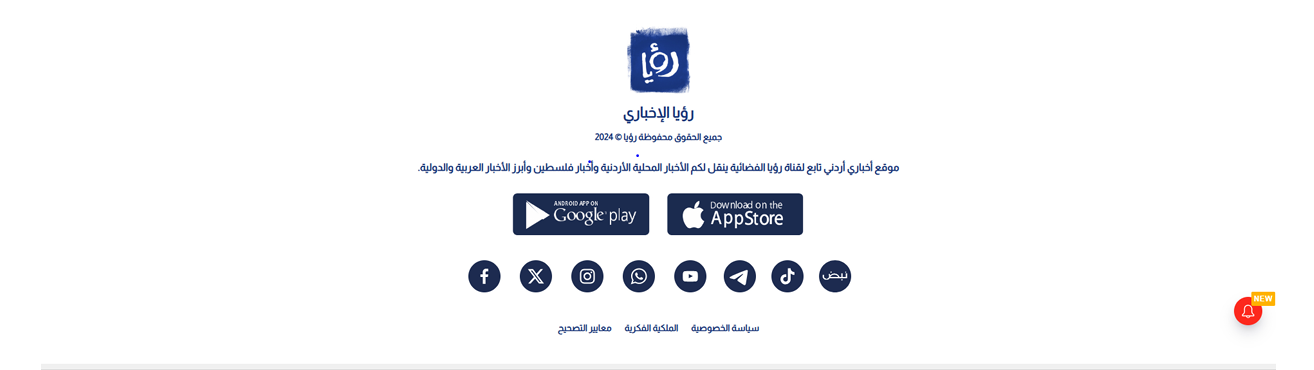 رؤيا
رؤيا الإخباري
جميع الحقوق محفوظة رؤيا © 2024
موقع أخباري أردني تابع لقناة رؤيا الفضائية ينقل لكم الأخبار المحلية الأردنية وأخبار فلسطين وأبرز الأخبار العربية والدولية.
ANDROID APP ON
Google play
Download on the
AppStore
نبض
NEW
سياسة الخصوصية
الملكية الفكرية
معايير التصحيح